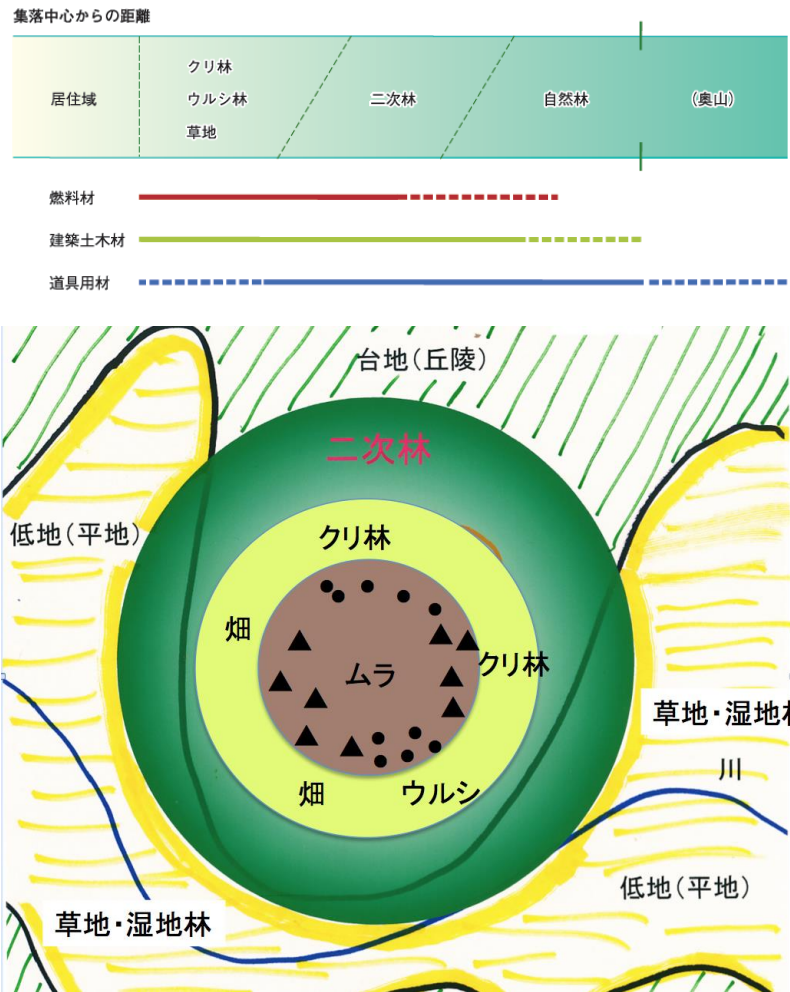 集落中心からの距離
居住域
クリ林
ウルシ林
草地
二次林
自然林
(奥山)
燃料材
建築土木材
道具用材
台地(丘陵)
二次林
低地(平地)
クリ林
畑
ムラ
クリ林
草地・湿地
川
畑
ウルシ
低地(平地)
草地・湿地林